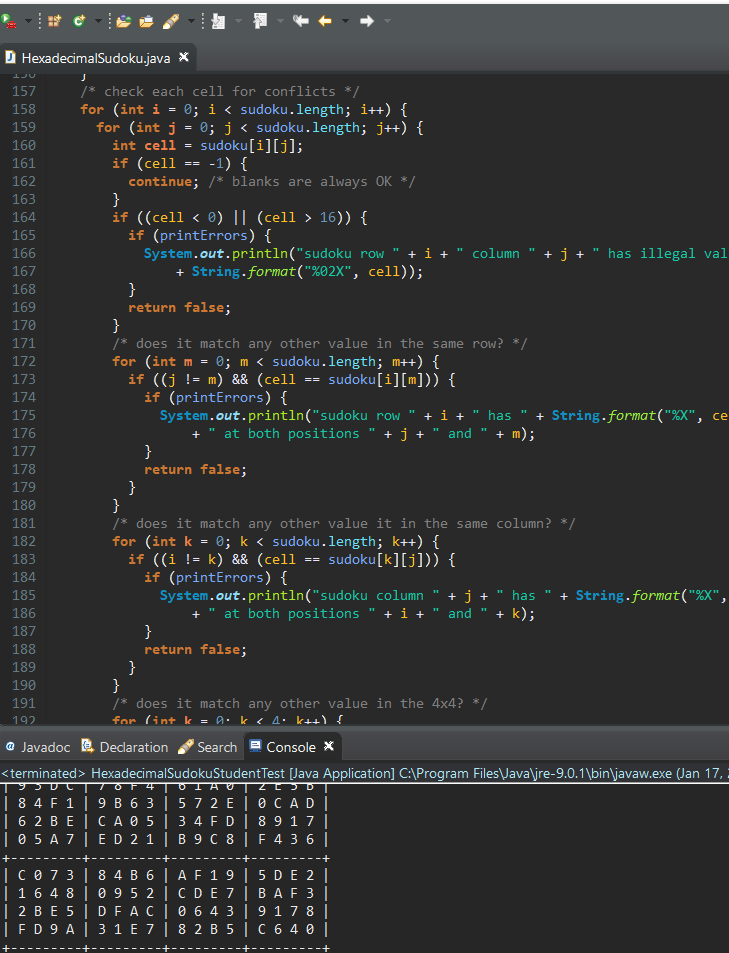 HexadecimalSudoku.java
156 }
157 /* check each cell for conflicts */
158 for (int i = 0; i < sudoku.length; i++) {
159 for (int j = 0; j < sudoku.length; j++) {
160 int cell = sudoku[i][j];
161 if (cell == -1) {
162 continue; /* blanks are always OK */
163 }
164 if ((cell < 0) || (cell > 16)) {
165 if (printErrors) {
166 System.out.println("sudoku row " + i + " column " + j + " has illegal val
167 + String.format("%02X", cell));
168 }
169 return false;
170 }
171 /* does it match any other value in the same row? */
172 for (int m = 0; m < sudoku.length; m++) {
173 if ((j != m) && (cell == sudoku[i][m])) {
174 if (printErrors) {
175 System.out.println("sudoku row " + i + " has " + String.format("%X", ce
176 + " at both positions " + j + " and " + m);
177 }
178 return false;
179 }
180 }
181 /* does it match any other value it in the same column? */
182 for (int k = 0; k < sudoku.length; k++) {
183 if ((i != k) && (cell == sudoku[k][j])) {
184 if (printErrors) {
185 System.out.println("sudoku column " + j + " has " + String.format("%X",
186 + " at both positions " + i + " and " + k);
187 }
188 return false;
189 }
190 }
191 /* does it match any other value in the 4x4? */
192 for (int k = 0; k < 4; k++) {
@ Javadoc Declaration Search Console
<terminated> HexadecimalSudokuStudentTest [Java Application] C:\Program Files\Java\jre-9.0.1\bin\javaw.exe (Jan 17, 2
| 9 3 D C | 7 8 F 4 | 6 1 A 0 | 2 E 5 B |
| 8 4 F 1 | 9 B 6 3 | 5 7 2 E | 0 C A D |
| 6 2 B E | C A 0 5 | 3 4 F D | 8 9 1 7 |
| 0 5 A 7 | E D 2 1 | B 9 C 8 | F 4 3 6 |
+---------+---------+---------+---------+
| C 0 7 3 | 8 4 B 6 | A F 1 9 | 5 D E 2 |
| 1 6 4 8 | 0 9 5 2 | C D E 7 | B A F 3 |
| 2 B E 5 | D F A C | 0 6 4 3 | 9 1 7 8 |
| F D 9 A | 3 1 E 7 | 8 2 B 5 | C 6 4 0 |
+---------+---------+---------+---------+